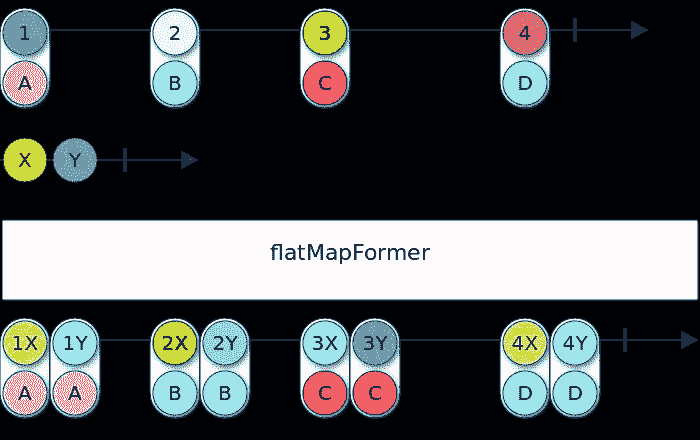 1 2 3 4
A B C D
X Y
flatMapFormer
1X 1Y 2X 2Y 3X 3Y 4X 4Y
A A B B C C D D